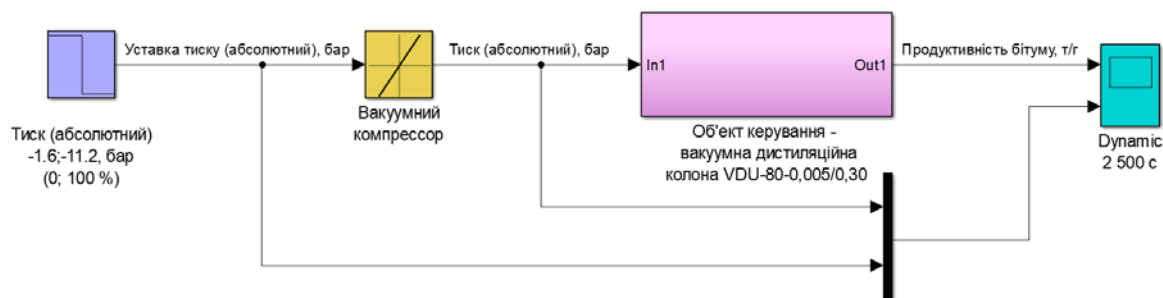 Уставка тиску (абсолютний), бар
Тиск (абсолютний), бар
Продуктивність бітуму, т/г
In1
Out1
Вакуумний
компрессор
Тиск (абсолютний)
-1.6;-11.2, бар
(0; 100 %)
Об'ект керування -
вакуумна дистиляційна
колона VDU-80-0,005/0,30
Dynamic
2 500 с